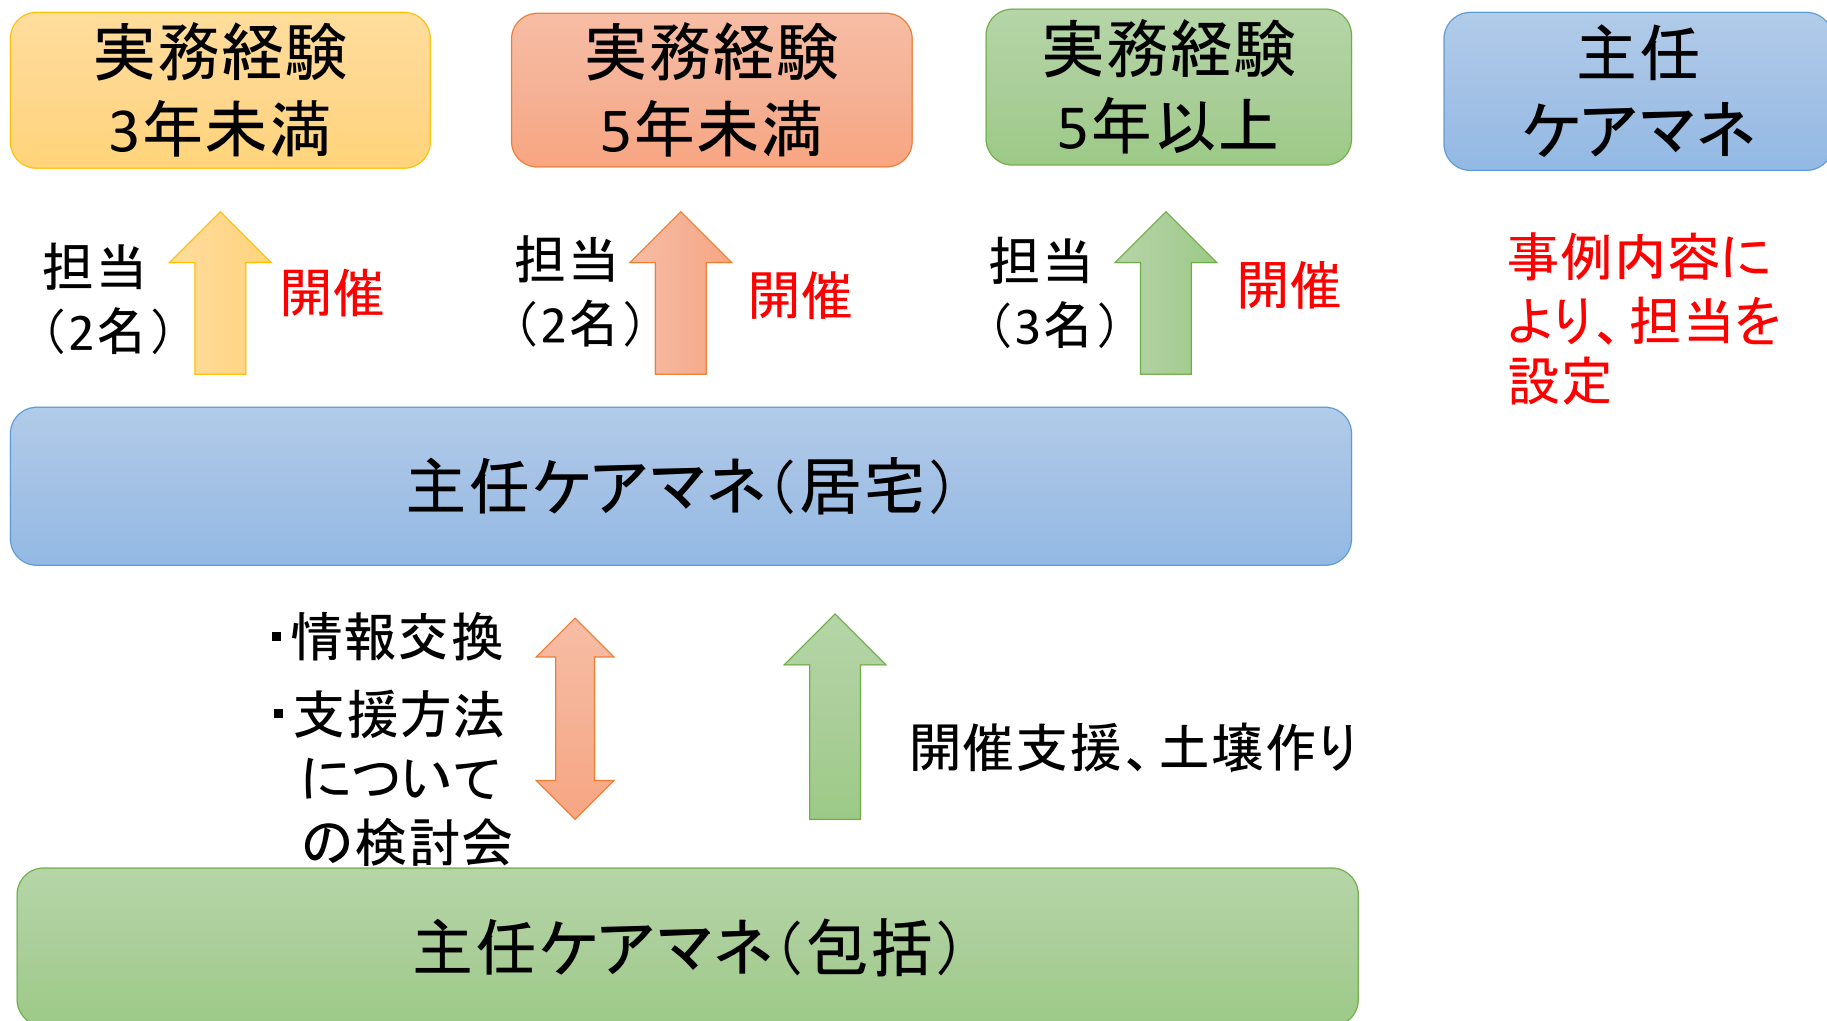 実務経験
3年未満
実務経験
5年未満
実務経験
5年以上
主任
ケアマネ
担当
（2名）
開催
担当
（2名）
開催
担当
（3名）
開催
事例内容に
より、担当を
設定
主任ケアマネ（居宅）
・情報交換
・支援方法
について
の検討会
開催支援、土壌作り
主任ケアマネ（包括）